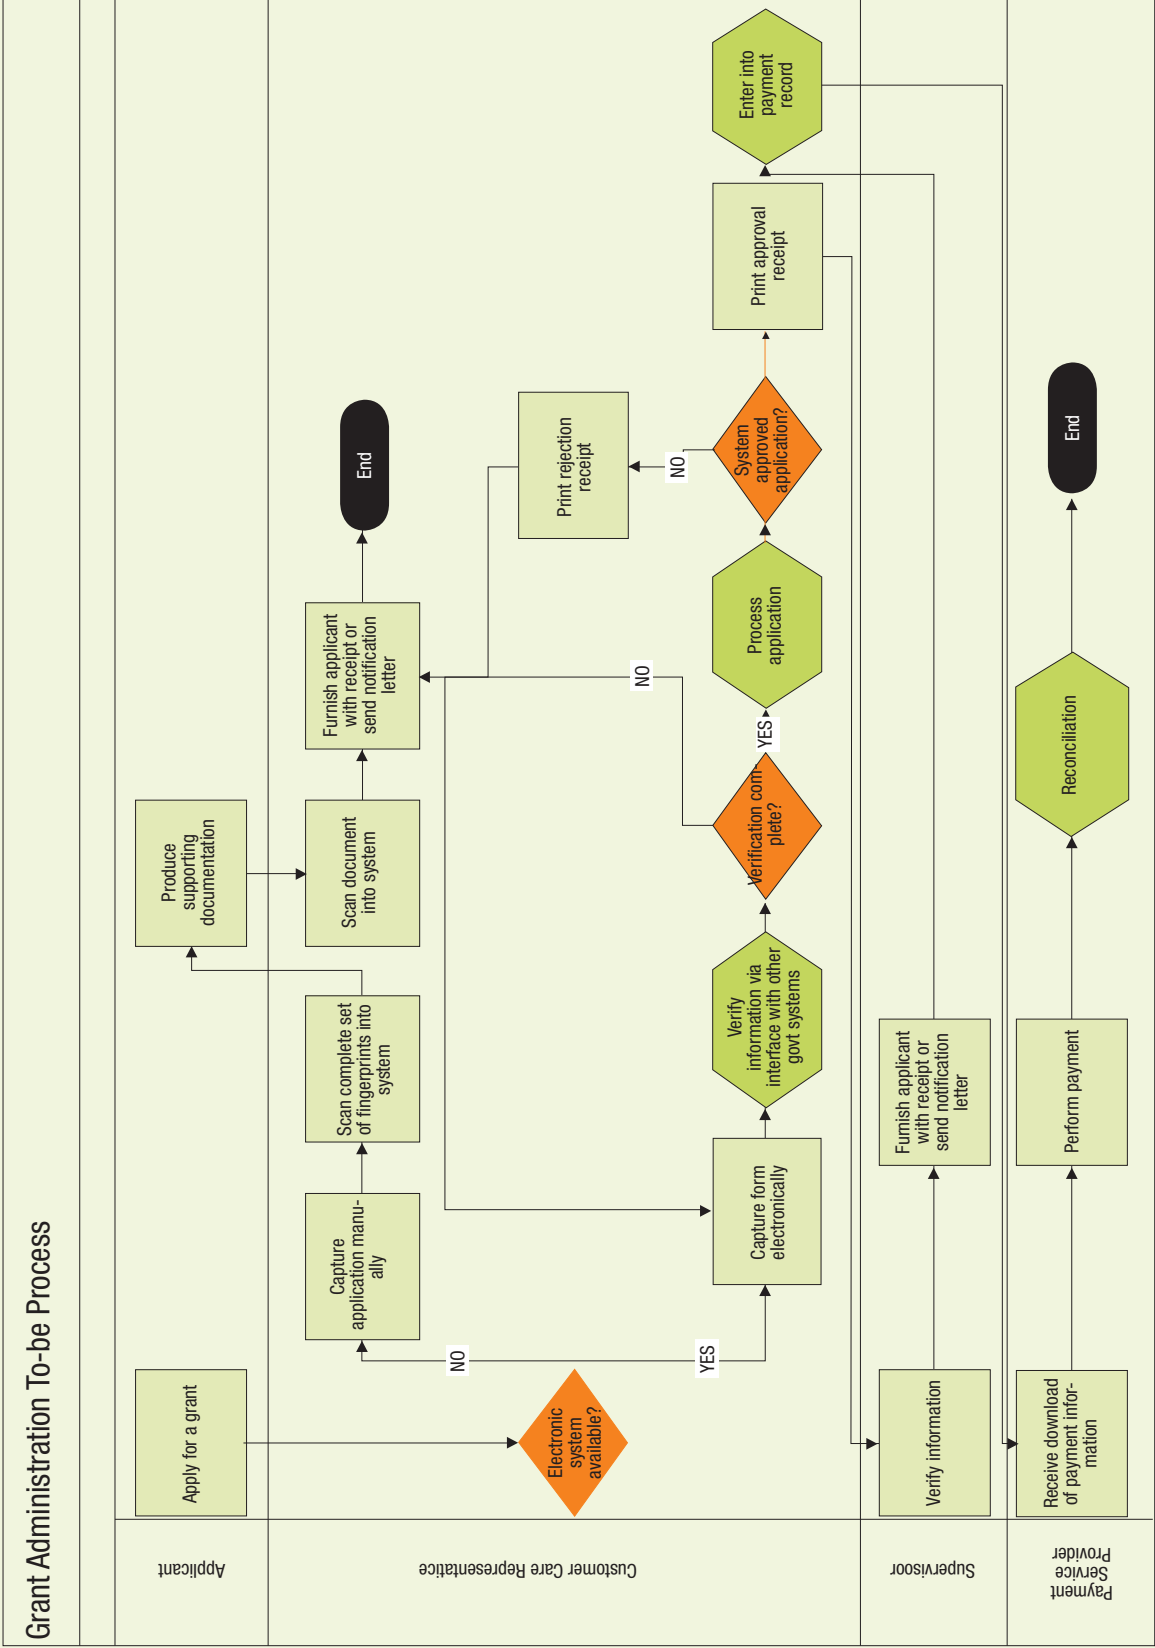 Grant Administration To-be Process
Applicant
Apply for a grant
Produce
supporting
documentation
Customer Care Representatice
Electronic
system
available?
NO
YES
Capture
application manu-
ally
Scan complete set
of fingerprints into
system
Scan document
into system
Furnish applicant
with receipt or
send notification
letter
End
Capture form
electronically
Verify
information via
interface with other
govt systems
Verification com-
plete?
NO
YES
Process
application
System
approved
application?
NO
Print rejection
receipt
Print approval
receipt
Enter into
payment
record
Supervisoor
Verify information
Furnish applicant
with receipt or
send notification
letter
Payment
Service
Provider
Receive download
of payment infor-
mation
Perform payment
Reconciliation
End